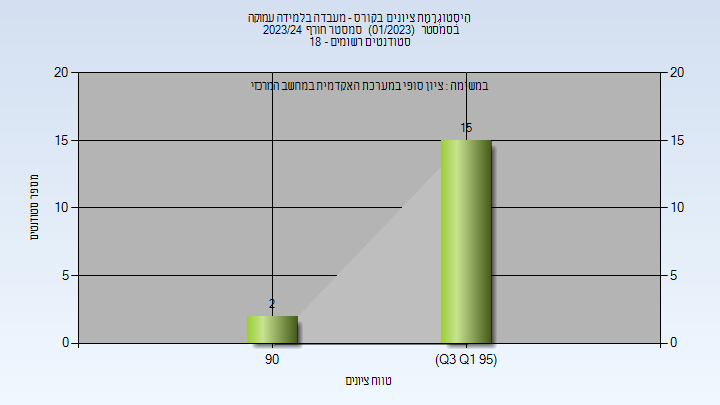 היסטוגרמת ציונים בקורס - מעבדה בלמידה עמוקה
בסמסטר (01/2023) סמסטר חורף 2023/24
סטודנטים רשומים - 18
במשימה : ציון סופי במערכת האקדמית במחשב המרכזי
מספר סטודנטים
20 20
15 15
10 10
5 5
0 0
2
15
90
(Q3 Q1 95)
טווח ציונים